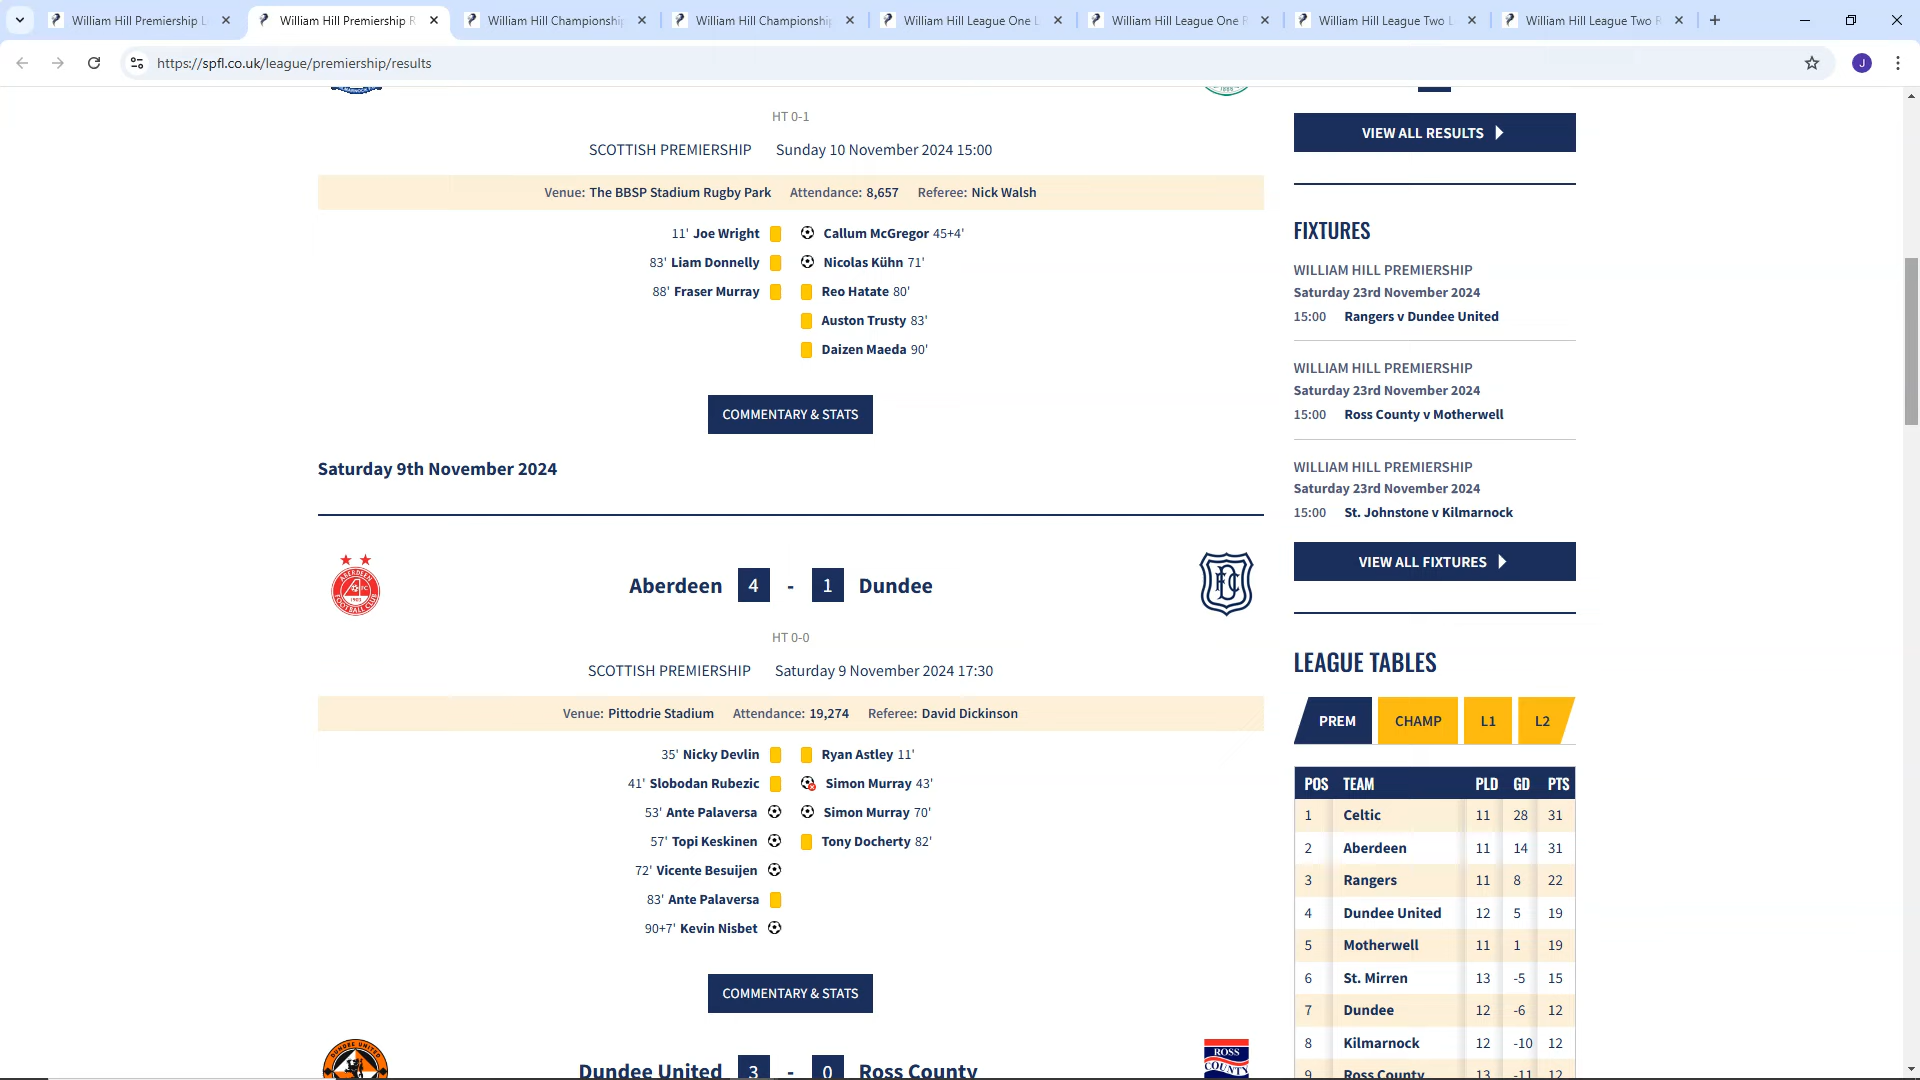 William Hill Premiership L
William Hill Premiership R
William Hill Championship
William Hill Championship
William Hill League One L
William Hill League One R
William Hill League Two L
William Hill League Two R
https://spfl.co.uk/league/premiership/results
J
HT 0-1
SCOTTISH PREMIERSHIP Sunday 10 November 2024 15:00
Venue: The BBSP Stadium Rugby Park Attendance: 8,657 Referee: Nick Walsh
11' Joe Wright
83' Liam Donnelly
88' Fraser Murray
Callum McGregor 45+4'
Nicolas Kühn 71'
Reo Hatate 80'
Auston Trusty 83'
Daizen Maeda 90'
COMMENTARY & STATS
Saturday 9th November 2024
Aberdeen 4 - 1 Dundee
ABERDEEN
FOOTBALL CLUB
1903
DFC
HT 0-0
SCOTTISH PREMIERSHIP Saturday 9 November 2024 17:30
Venue: Pittodrie Stadium Attendance: 19,274 Referee: David Dickinson
35' Nicky Devlin
41' Slobodan Rubezic
53' Ante Palaversa
57' Topi Keskinen
72' Vicente Besuijen
83' Ante Palaversa
90+7' Kevin Nisbet
Ryan Astley 11'
Simon Murray 43'
Simon Murray 70'
Tony Docherty 82'
COMMENTARY & STATS
DUNDEE UNITED
Dundee United 3 - 0 Ross County
ROSS
COUNTY
VIEW ALL RESULTS
FIXTURES
WILLIAM HILL PREMIERSHIP
Saturday 23rd November 2024
15:00 Rangers v Dundee United
WILLIAM HILL PREMIERSHIP
Saturday 23rd November 2024
15:00 Ross County v Motherwell
WILLIAM HILL PREMIERSHIP
Saturday 23rd November 2024
15:00 St. Johnstone v Kilmarnock
VIEW ALL FIXTURES
LEAGUE TABLES
PREM CHAMP L1 L2
POS TEAM PLD GD PTS
1 Celtic 11 28 31
2 Aberdeen 11 14 31
3 Rangers 11 8 22
4 Dundee United 12 5 19
5 Motherwell 11 1 19
6 St. Mirren 13 -5 15
7 Dundee 12 -6 12
8 Kilmarnock 12 -10 12
9 Ross County 13 -11 12